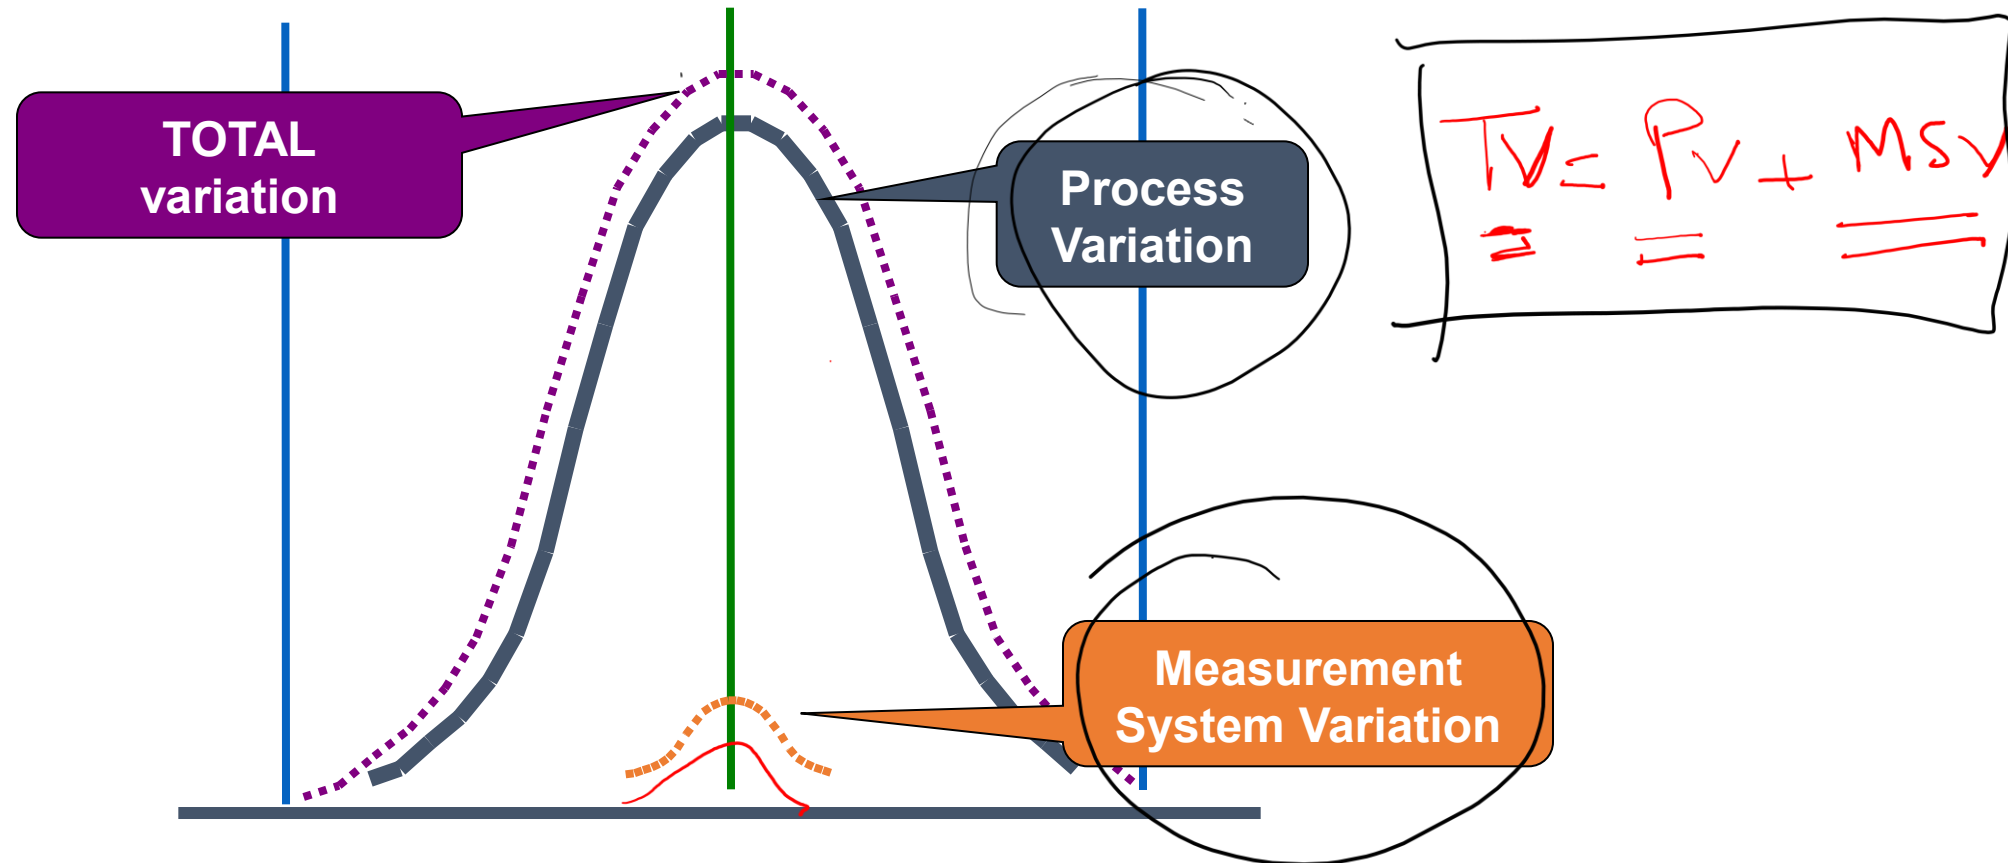 TOTAL
variation
Process
Variation
TV = PV + MSV
Measurement
System Variation